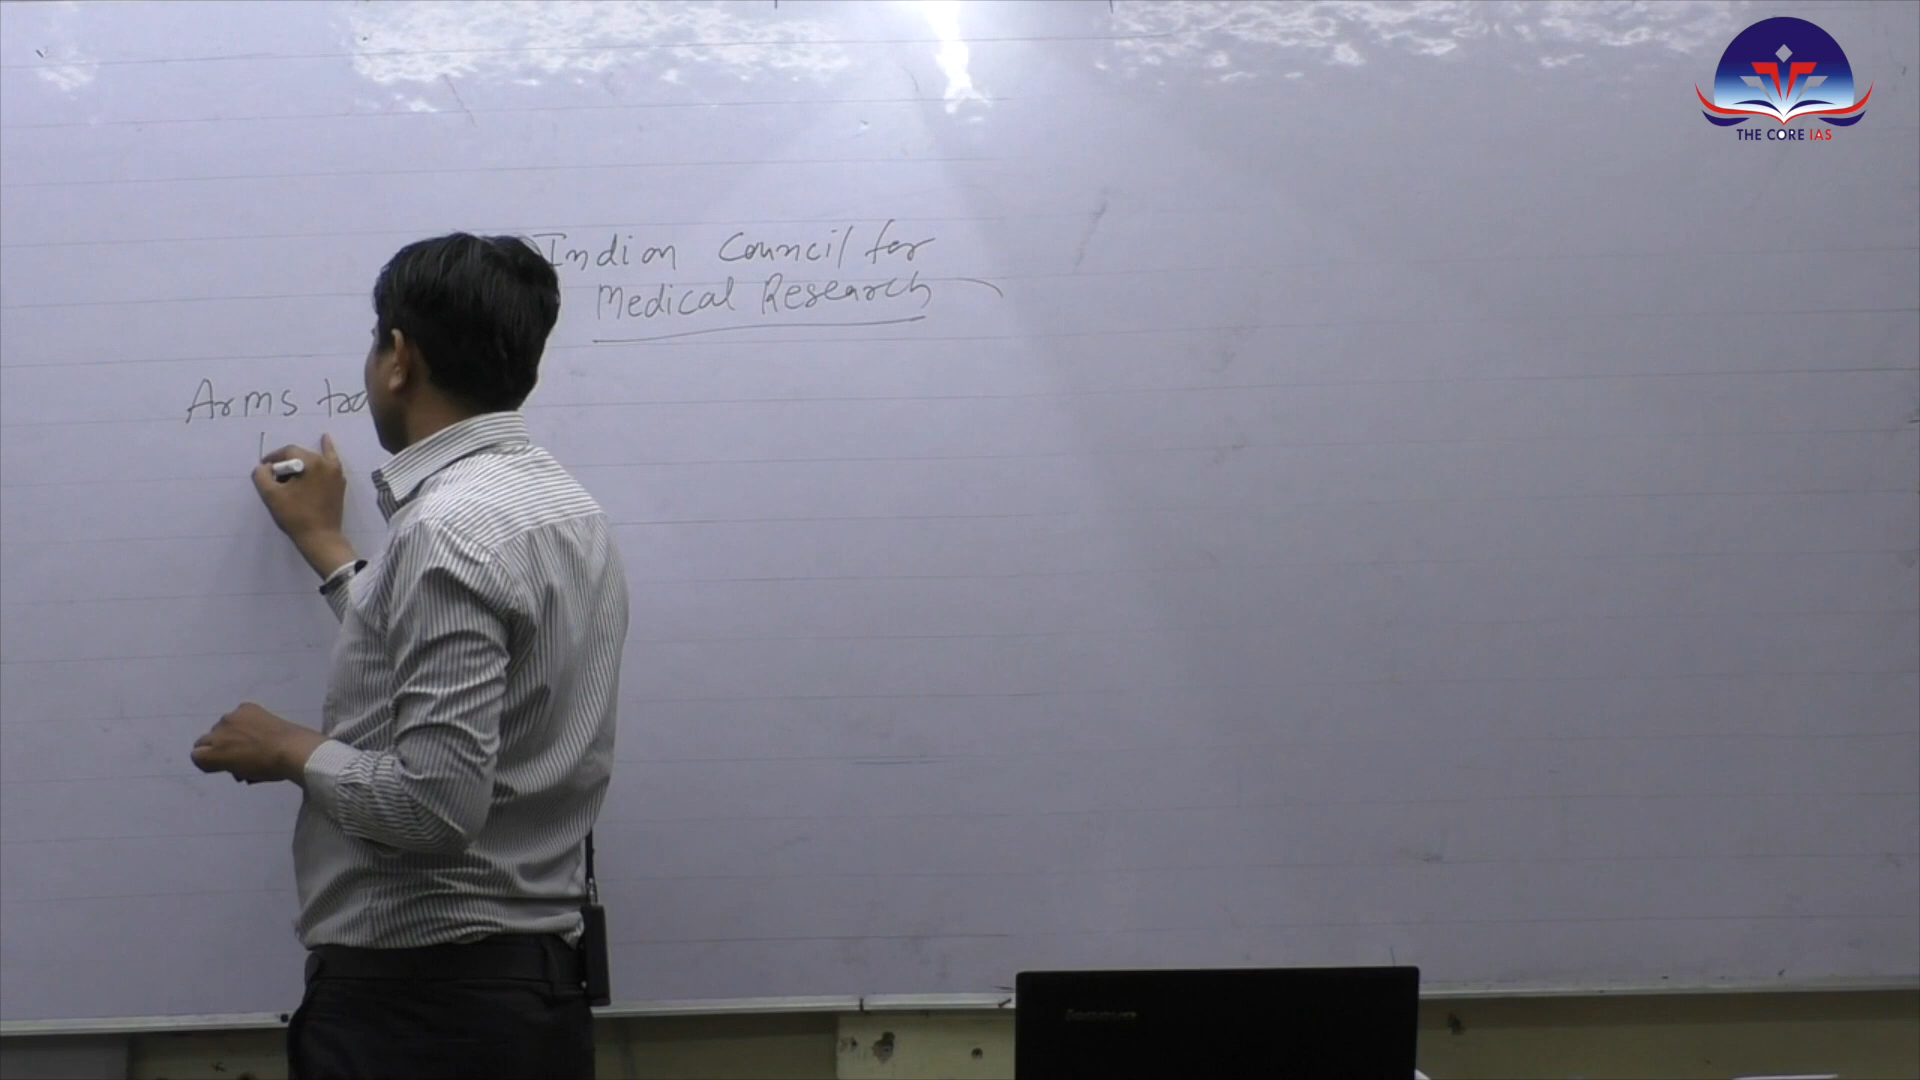 THE CORE IAS
Indian Council for
Medical Research
Arms